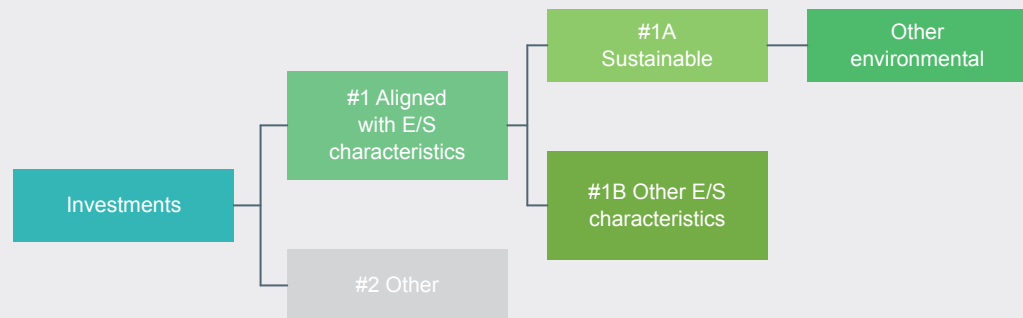 #1A
Sustainable
Other
environmental
#1 Aligned
with E/S
characteristics
#1B Other E/S
characteristics
Investments
#2 Other